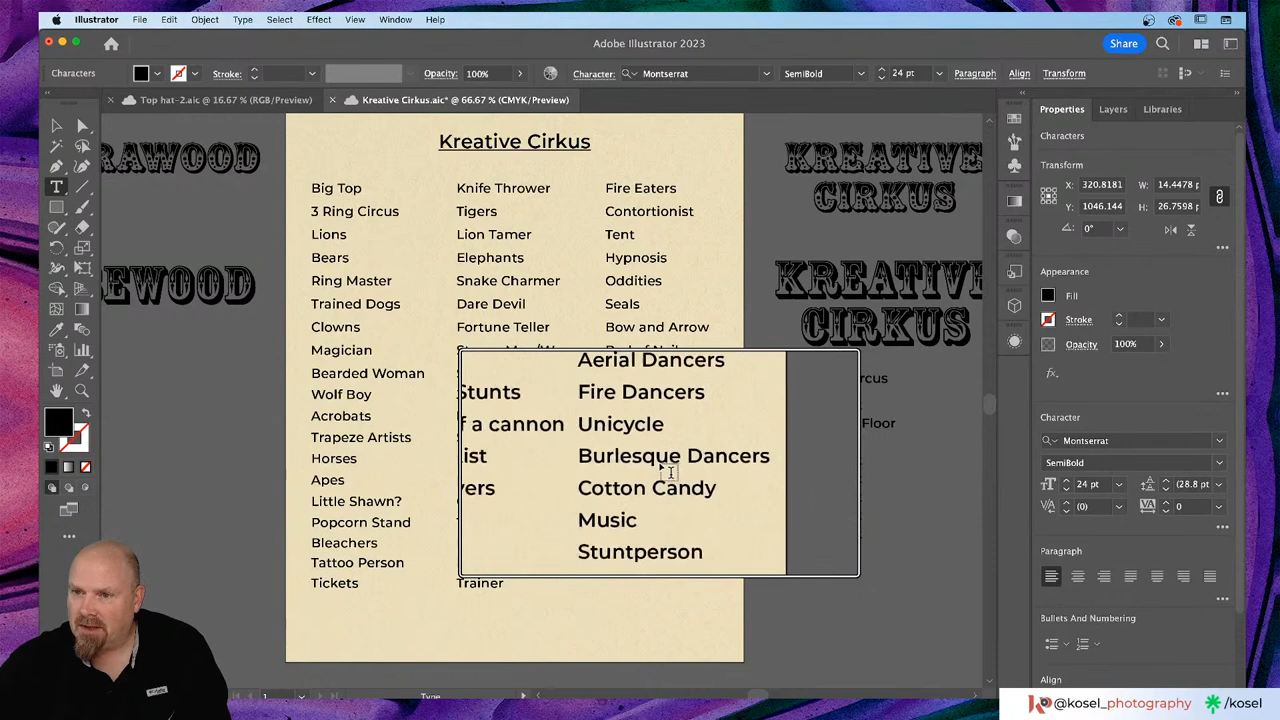 Illustrator File Edit Object Type Select Effect View Window Help
Adobe Illustrator 2023
Share
Characters
Stroke:
Opacity: 100%
Character: Montserrat
SemiBold
24 pt
Paragraph
Align
Transform
Top hat-2.aic @ 16.67 % (RGB/Preview)
Kreative Cirkus.aic* @ 66.67 % (CMYK/Preview)
Properties
Layers
Libraries
RAWOOD
EWOOD
Kreative Cirkus
Big Top
3 Ring Circus
Lions
Bears
Ring Master
Trained Dogs
Clowns
Magician
Bearded Woman
Wolf Boy
Acrobats
Trapeze Artists
Horses
Apes
Little Shawn?
Popcorn Stand
Bleachers
Tattoo Person
Tickets
Knife Thrower
Tigers
Lion Tamer
Elephants
Snake Charmer
Dare Devil
Fortune Teller
Trainer
Fire Eaters
Contortionist
Tent
Hypnosis
Oddities
Seals
Bow and Arrow
Aerial Dancers
Stunts
Fire Dancers
f a cannon
Unicycle
ist
Burlesque Dancers
vers
Cotton Candy
Music
Stuntperson
KREATIVE
CIRKUS
KREATIVE
CIRKUS
rcus
Floor
Characters
Transform
X: 320.8181
W: 14.4478 p
Y: 1046.144
H: 26.7598 p
0°
Appearance
Fill
Stroke
Opacity 100%
fx.
Character
Montserrat
SemiBold
24 pt
(28.8 p
(0)
0
Paragraph
Bullets And Numbering
Align
1
Type
@kosel_photography
/kosel